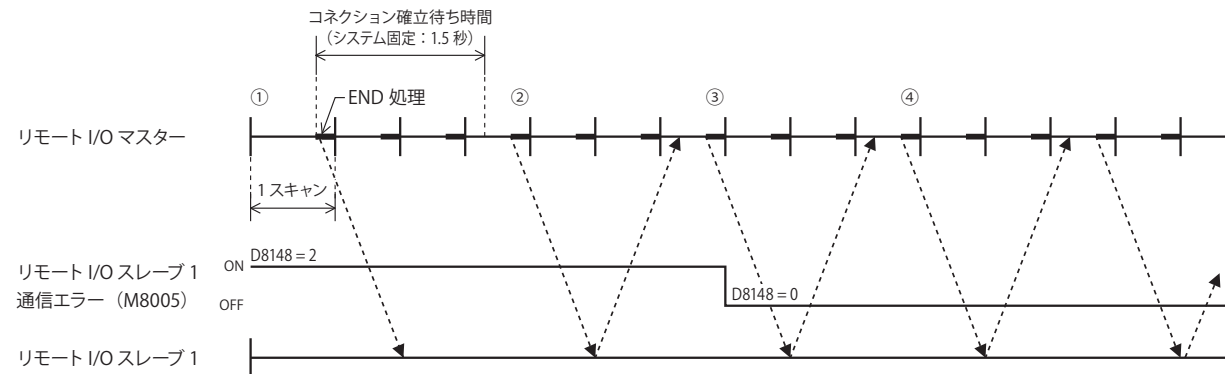 コネクション確立待ち時間
（システム固定：1.5 秒）
① END 処理 ② ③ ④
リモート I/O マスター
1 スキャン
リモート I/O スレーブ 1 ON D8148 = 2
通信エラー（M8005） OFF D8148 = 0
リモート I/O スレーブ 1